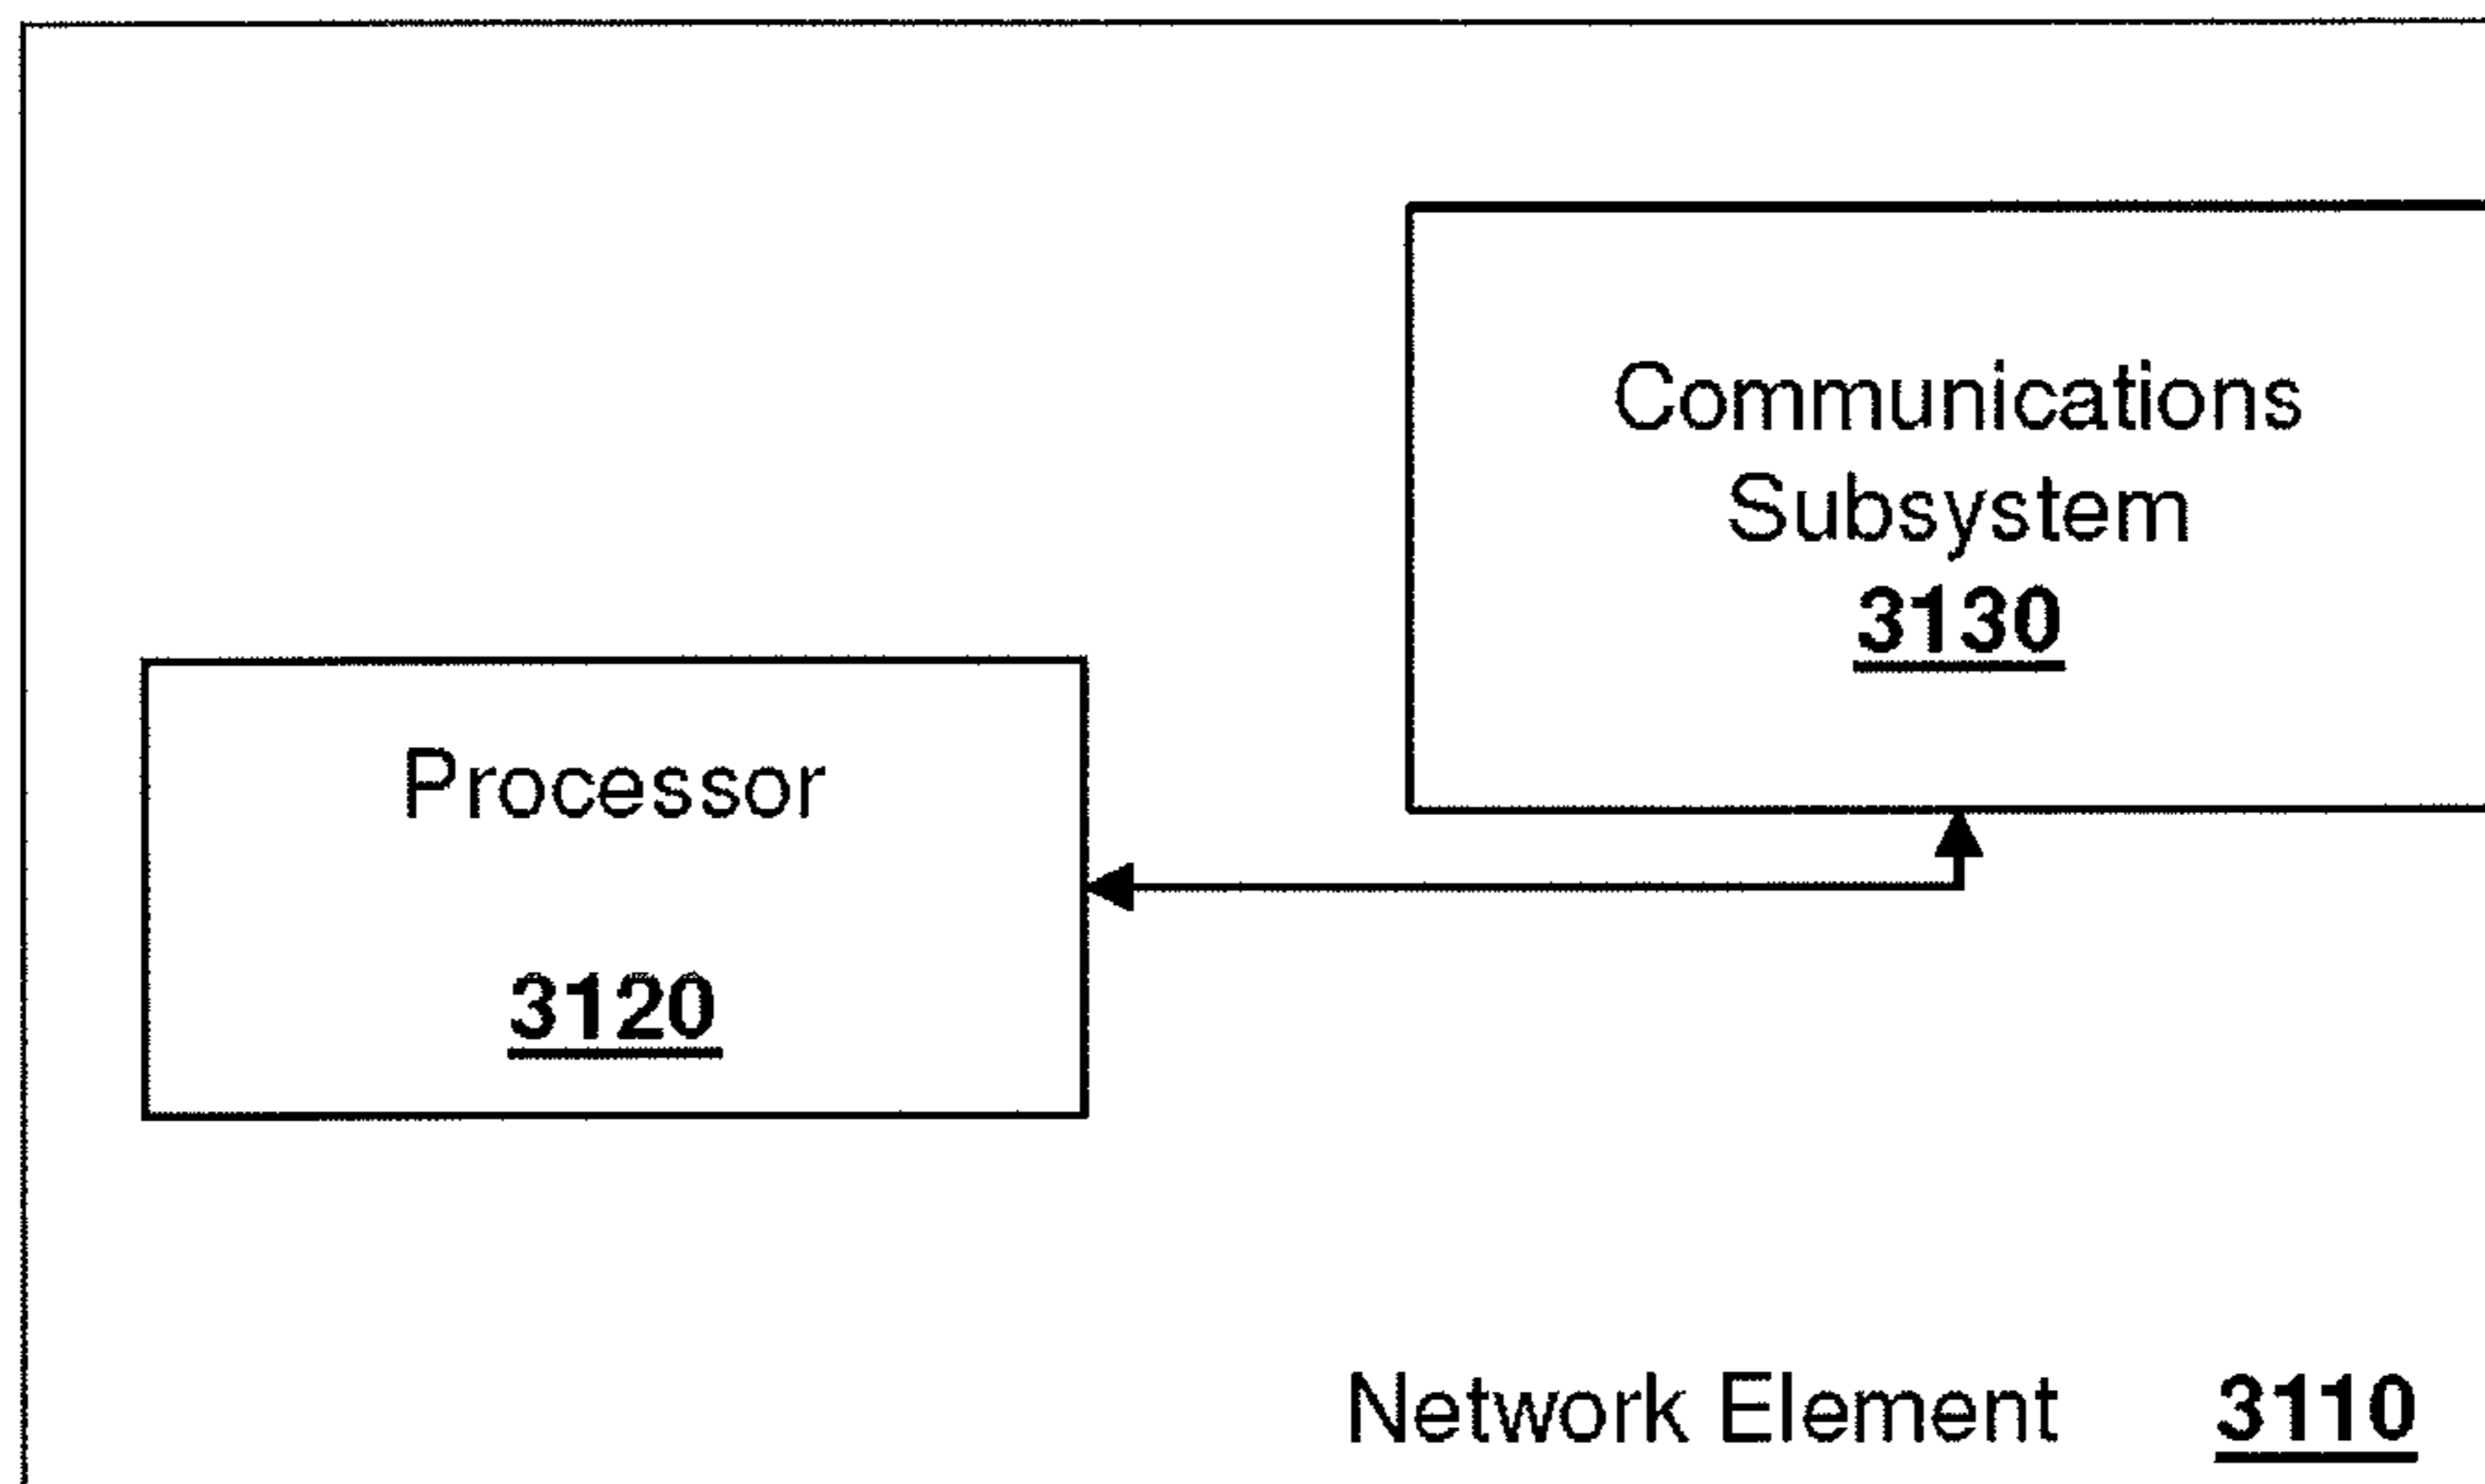 Communications
Subsystem
3130
Processor
3120
Network Element 3110